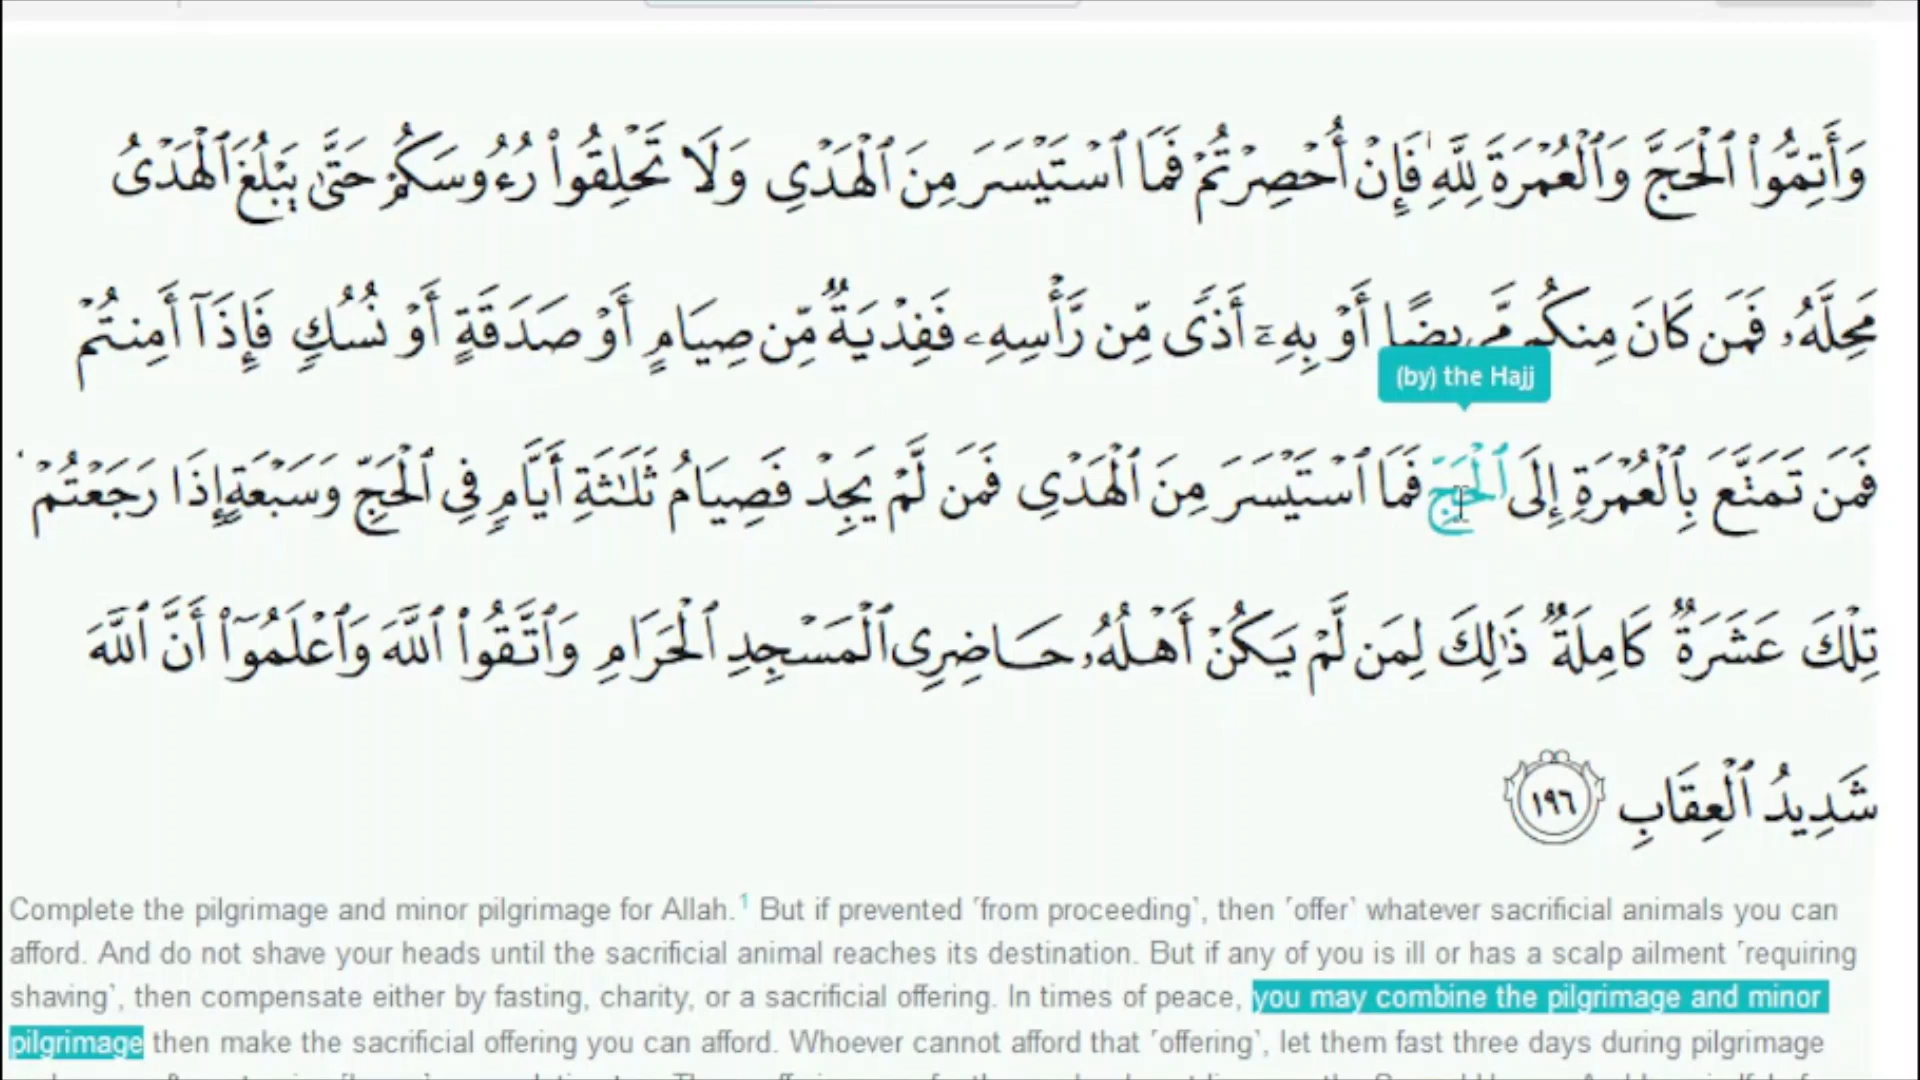 وَأَتِمُّوا۟ ٱلْحَجَّ وَٱلْعُمْرَةَ لِلَّهِ ۚ فَإِنْ أُحْصِرْتُمْ فَمَا ٱسْتَيْسَرَ مِنَ ٱلْهَدْىِ وَلَا تَحْلِقُوا۟ رُءُوسَكُمْ حَتَّىٰ يَبْلُغَ ٱلْهَدْىُ
مَحِلَّهُۥ فَمَن كَانَ مِنكُم مَّرِيضًا أَوْ بِهِۦٓ أَذًى مِّن رَّأْسِهِۦ فَفِدْيَةٌ مِّن صِيَامٍ أَوْ صَدَقَةٍ أَوْ نُسُكٍ فَإِذَآ أَمِنتُمْ
(by) the Hajj
فَمَن تَمَتَّعَ بِٱلْعُمْرَةِ إِلَى ٱلْحَجِّ فَمَا ٱسْتَيْسَرَ مِنَ ٱلْهَدْىِ فَمَن لَّمْ يَجِدْ فَصِيَامُ ثَلَـٰثَةِ أَيَّامٍ فِى ٱلْحَجِّ وَسَبْعَةٍ إِذَا رَجَعْتُمْ
تِلْكَ عَشَرَةٌ كَامِلَةٌ ذَٰلِكَ لِمَن لَّمْ يَكُنْ أَهْلُهُۥ حَاضِرِى ٱلْمَسْجِدِ ٱلْحَرَامِ وَٱتَّقُوا۟ ٱللَّهَ وَٱعْلَمُوٓا۟ أَنَّ ٱللَّهَ
شَدِيدُ ٱلْعِقَابِ ١٩٦
Complete the pilgrimage and minor pilgrimage for Allah.1 But if prevented ˹from proceeding˺, then ˹offer˺ whatever sacrificial animals you can
afford. And do not shave your heads until the sacrificial animal reaches its destination. But if any of you is ill or has a scalp ailment ˹requiring
shaving˺, then compensate either by fasting, charity, or a sacrificial offering. In times of peace, you may combine the pilgrimage and minor
pilgrimage then make the sacrificial offering you can afford. Whoever cannot afford that ˹offering˺, let them fast three days during pilgrimage